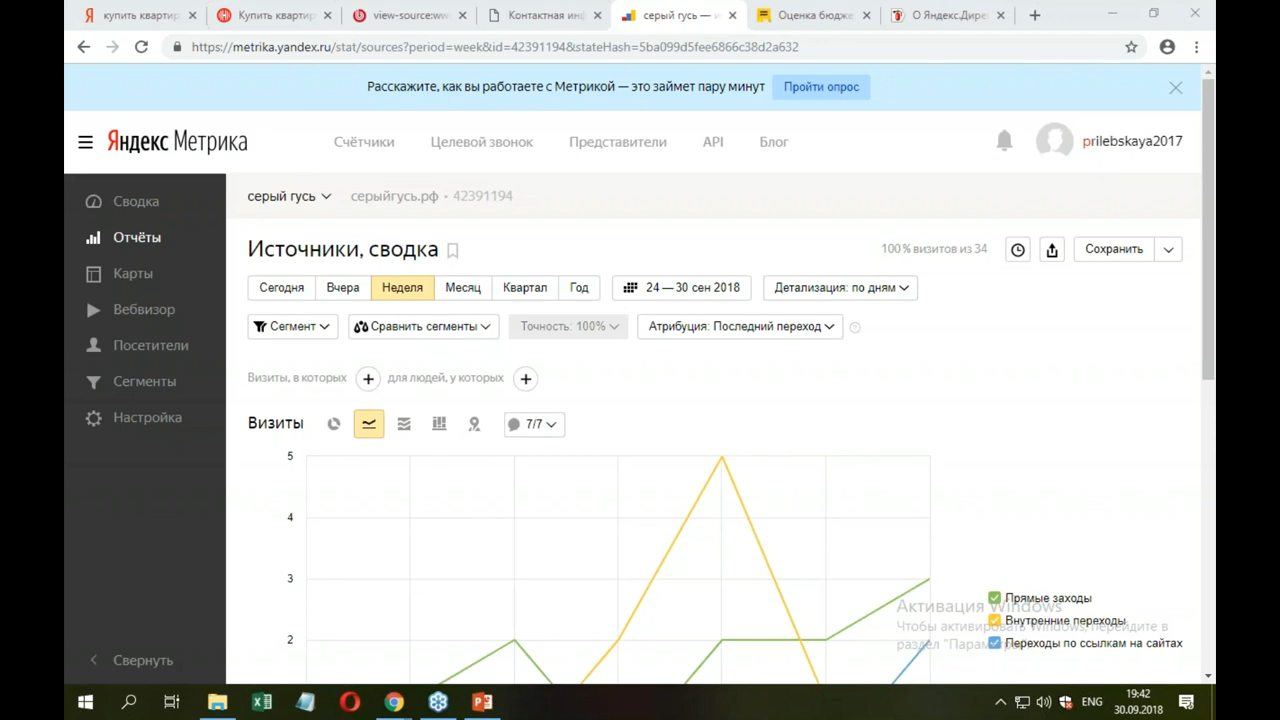 купить квартир
Купить квартир
view-source:ww
Контактная инф
серый гусь — и
Оценка бюдже
О Яндекс.Дире
https://metrika.yandex.ru/stat/sources?period=week&id=42391194&stateHash=5ba099d5fee6866c38d2a632
Расскажите, как вы работаете с Метрикой — это займет пару минут
Пройти опрос
Яндекс Метрика
Счётчики
Целевой звонок
Представители
API
Блог
prilebskaya2017
Сводка
Отчёты
Карты
Вебвизор
Посетители
Сегменты
Настройка
Свернуть
серый гусь
серыйгусь.рф • 42391194
Источники, сводка
100 % визитов из 34
Сохранить
Сегодня
Вчера
Неделя
Месяц
Квартал
Год
24 — 30 сен 2018
Детализация: по дням
Сегмент
Сравнить сегменты
Точность: 100%
Атрибуция: Последний переход
?
Визиты, в которых + для людей, у которых +
Визиты
7/7
5
4
3
2
Прямые заходы
Внутренние переходы
Переходы по ссылкам на сайтах
Активация Windows
Чтобы активировать Windows, перейдите в
раздел "Парам
ENG
19:42
30.09.2018